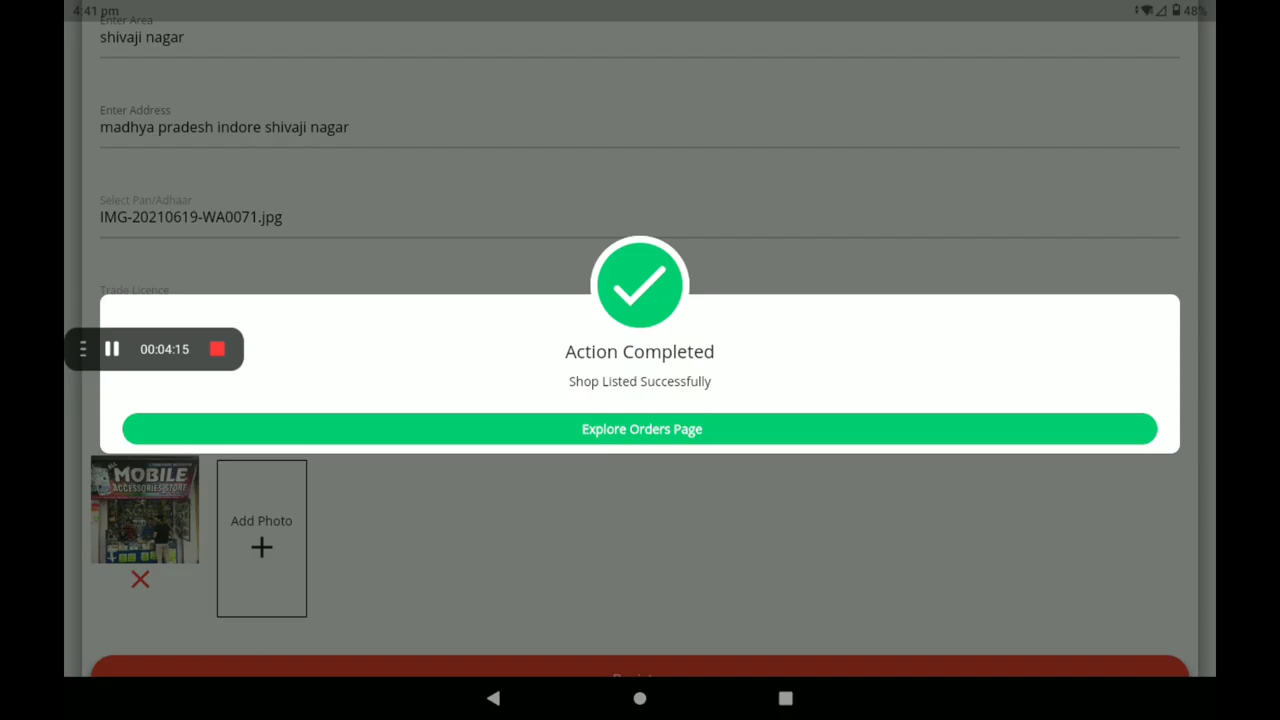 4:41 pm
48%
Enter Area
shivaji nagar
Enter Address
madhya pradesh indore shivaji nagar
Select Pan/Adhaar
IMG-20210619-WA0071.jpg
Trade Licence
00:04:15
Action Completed
Shop Listed Successfully
Explore Orders Page
MOBILE
ACCESSORIES STORE
Add Photo